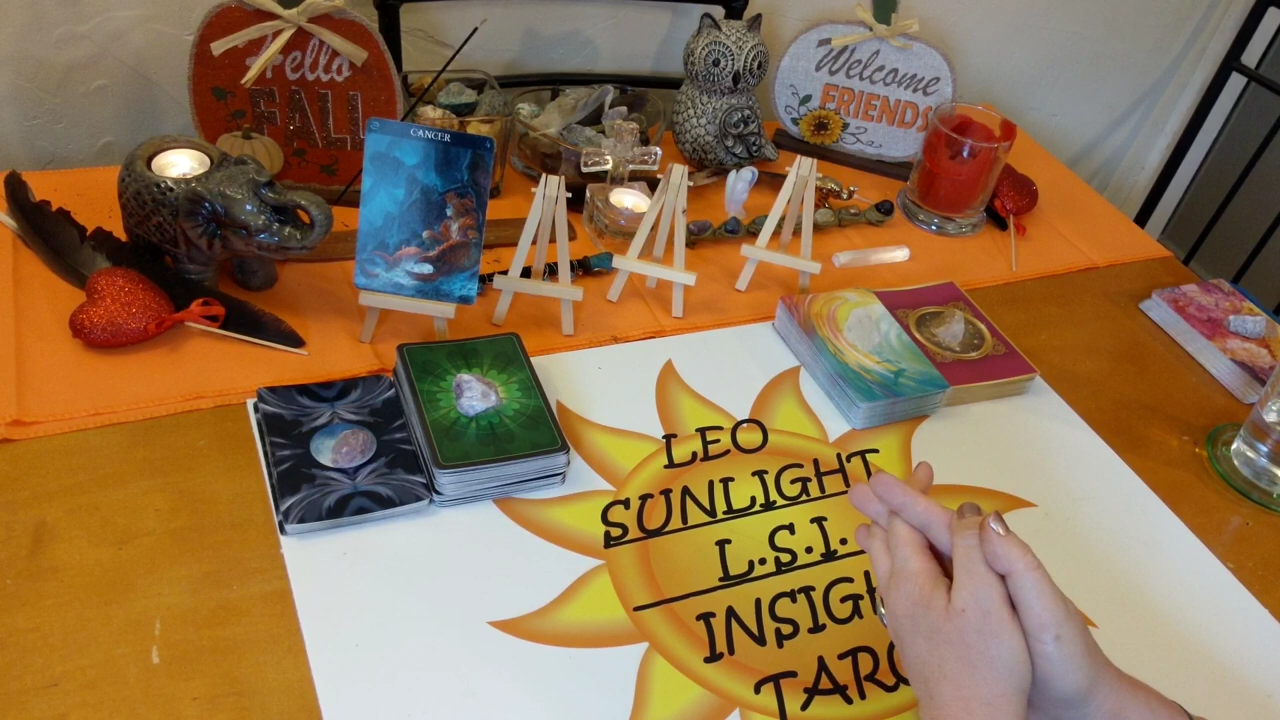 Hello
FALL
Welcome
FRIENDS
CANCER
LEO
SUNLIGHT
L.S.I.
INSIGH
TARO